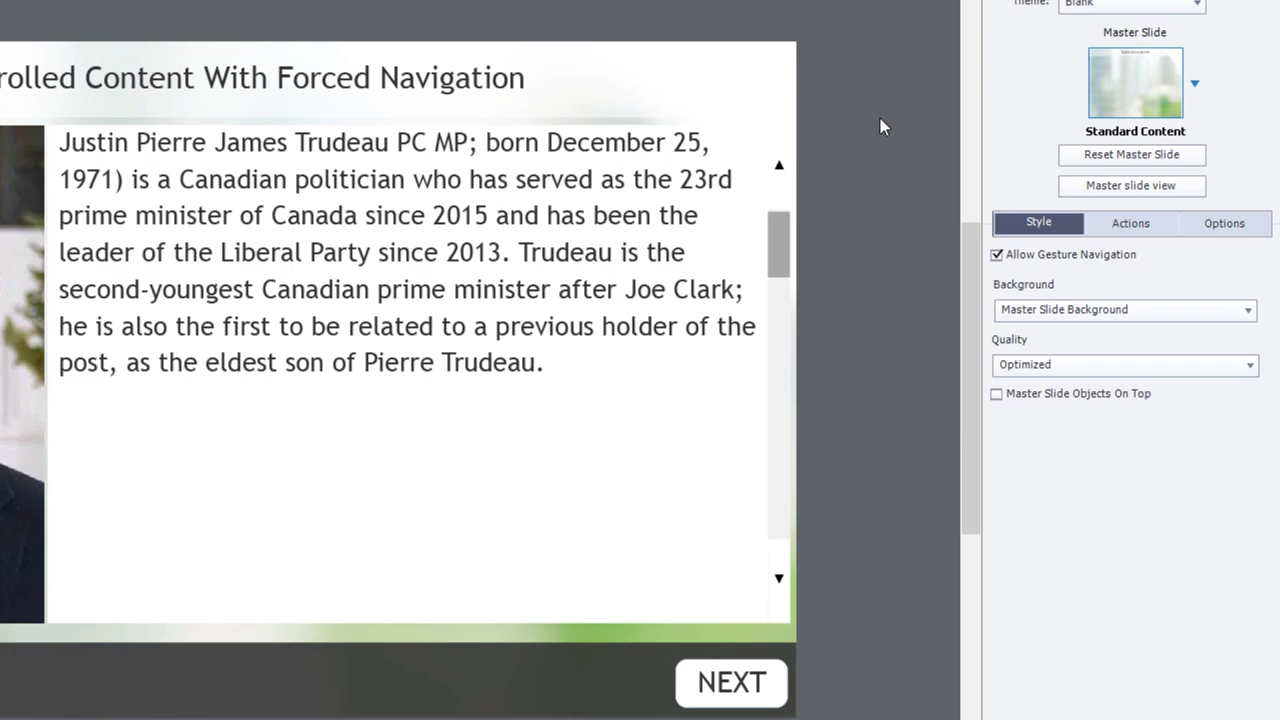 Theme: Blank
Master Slide
rolled Content With Forced Navigation
Standard Content
Justin Pierre James Trudeau PC MP; born December 25,
1971) is a Canadian politician who has served as the 23rd
prime minister of Canada since 2015 and has been the
leader of the Liberal Party since 2013. Trudeau is the
second-youngest Canadian prime minister after Joe Clark;
he is also the first to be related to a previous holder of the
post, as the eldest son of Pierre Trudeau.
NEXT
Reset Master Slide
Master slide view
Style Actions Options
Allow Gesture Navigation
Background
Master Slide Background
Quality
Optimized
Master Slide Objects On Top